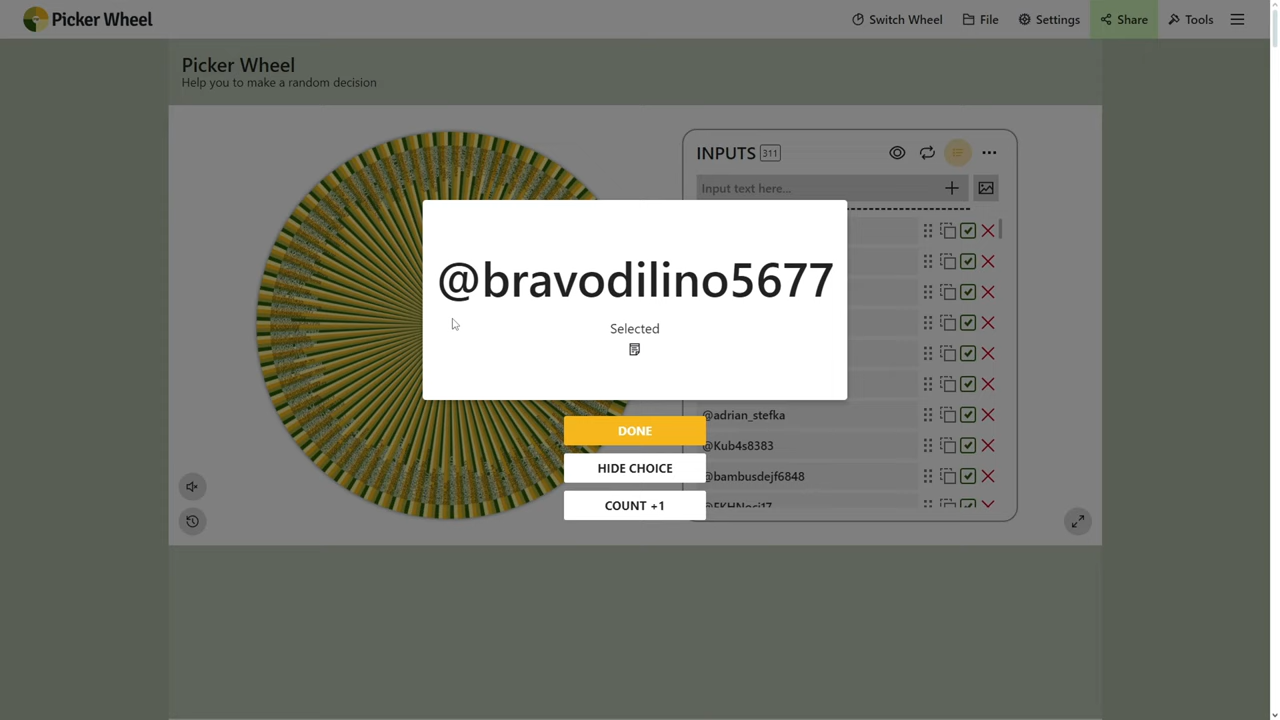 Picker Wheel
Switch Wheel
File
Settings
Share
Tools
Picker Wheel
Help you to make a random decision
INPUTS 311
Input text here...
@bravodilino5677
Selected
DONE
HIDE CHOICE
COUNT +1
@adrian_stefka
@Kub4s8383
@bambusdejf6848